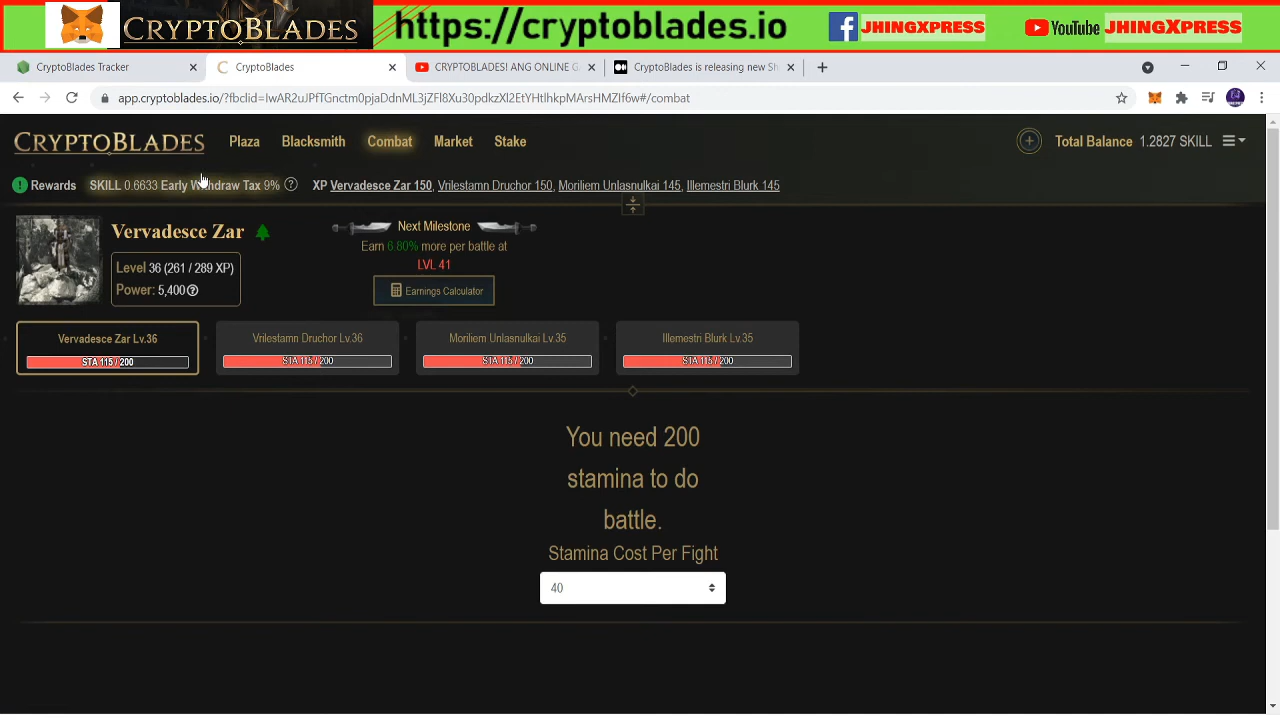 CRYPTOBLADES
https://cryptoblades.io
JHINGXPRESS
YouTube JHINGXPRESS
CryptoBlades Tracker
CryptoBlades
CRYPTOBLADES! ANG ONLINE G
CryptoBlades is releasing new Sh
app.cryptoblades.io/?fbclid=IwAR2uJPfTGnctm0pjaDdnML3jZFl8Xu30pdkzXl2EtYHtlhkpMArsHMZIf6w#/combat
CRYPTOBLADES
Plaza
Blacksmith
Combat
Market
Stake
Total Balance 1.2827 SKILL
Rewards SKILL 0.6633 Early Withdraw Tax 9% XP Vervadesce Zar 150, Vrilestamn Druchor 150, Moriliem Unlasnulkai 145, Illemestri Blurk 145
Vervadesce Zar
Level 36 (261 / 289 XP)
Power: 5,400
Next Milestone
Earn 6.80% more per battle at
LVL 41
Earnings Calculator
Vervadesce Zar Lv.36
STA 115 / 200
Vrilestamn Druchor Lv.36
STA 115 / 200
Moriliem Unlasnulkai Lv.35
STA 115 / 200
Illemestri Blurk Lv.35
STA 115 / 200
You need 200
stamina to do
battle.
Stamina Cost Per Fight
40